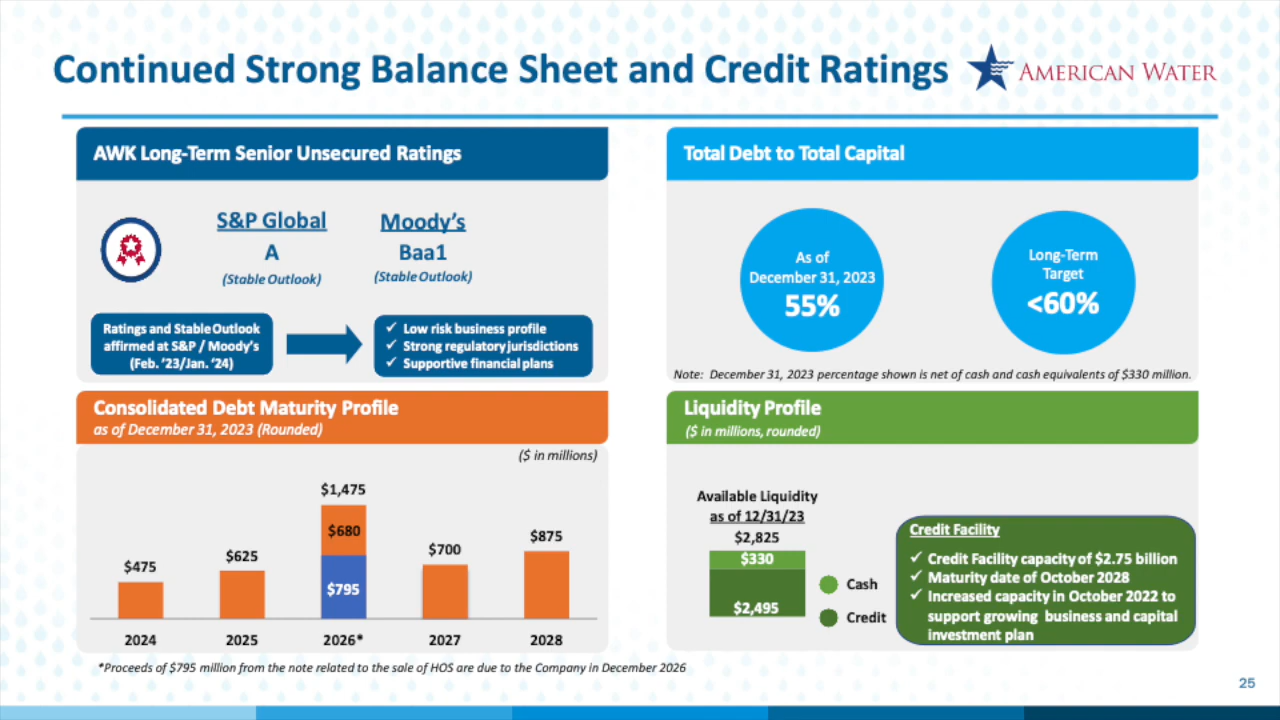 Continued Strong Balance Sheet and Credit Ratings
AMERICAN WATER
AWK Long-Term Senior Unsecured Ratings
S&P Global
A
(Stable Outlook)
Moody's
Baa1
(Stable Outlook)
Ratings and Stable Outlook
affirmed at S&P / Moody's
(Feb. '23/Jan. '24)
✓ Low risk business profile
✓ Strong regulatory jurisdictions
✓ Supportive financial plans
Total Debt to Total Capital
As of
December 31, 2023
55%
Long-Term
Target
<60%
Note: December 31, 2023 percentage shown is net of cash and cash equivalents of $330 million.
Consolidated Debt Maturity Profile
as of December 31, 2023 (Rounded)
($ in millions)
$475
$625
$1,475
$680
$795
$700
$875
2024
2025
2026*
2027
2028
*Proceeds of $795 million from the note related to the sale of HOS are due to the Company in December 2026
Liquidity Profile
($ in millions, rounded)
Available Liquidity
as of 12/31/23
$2,825
$330
$2,495
Cash
Credit
Credit Facility
✓ Credit Facility capacity of $2.75 billion
✓ Maturity date of October 2028
✓ Increased capacity in October 2022 to
support growing business and capital
investment plan
25